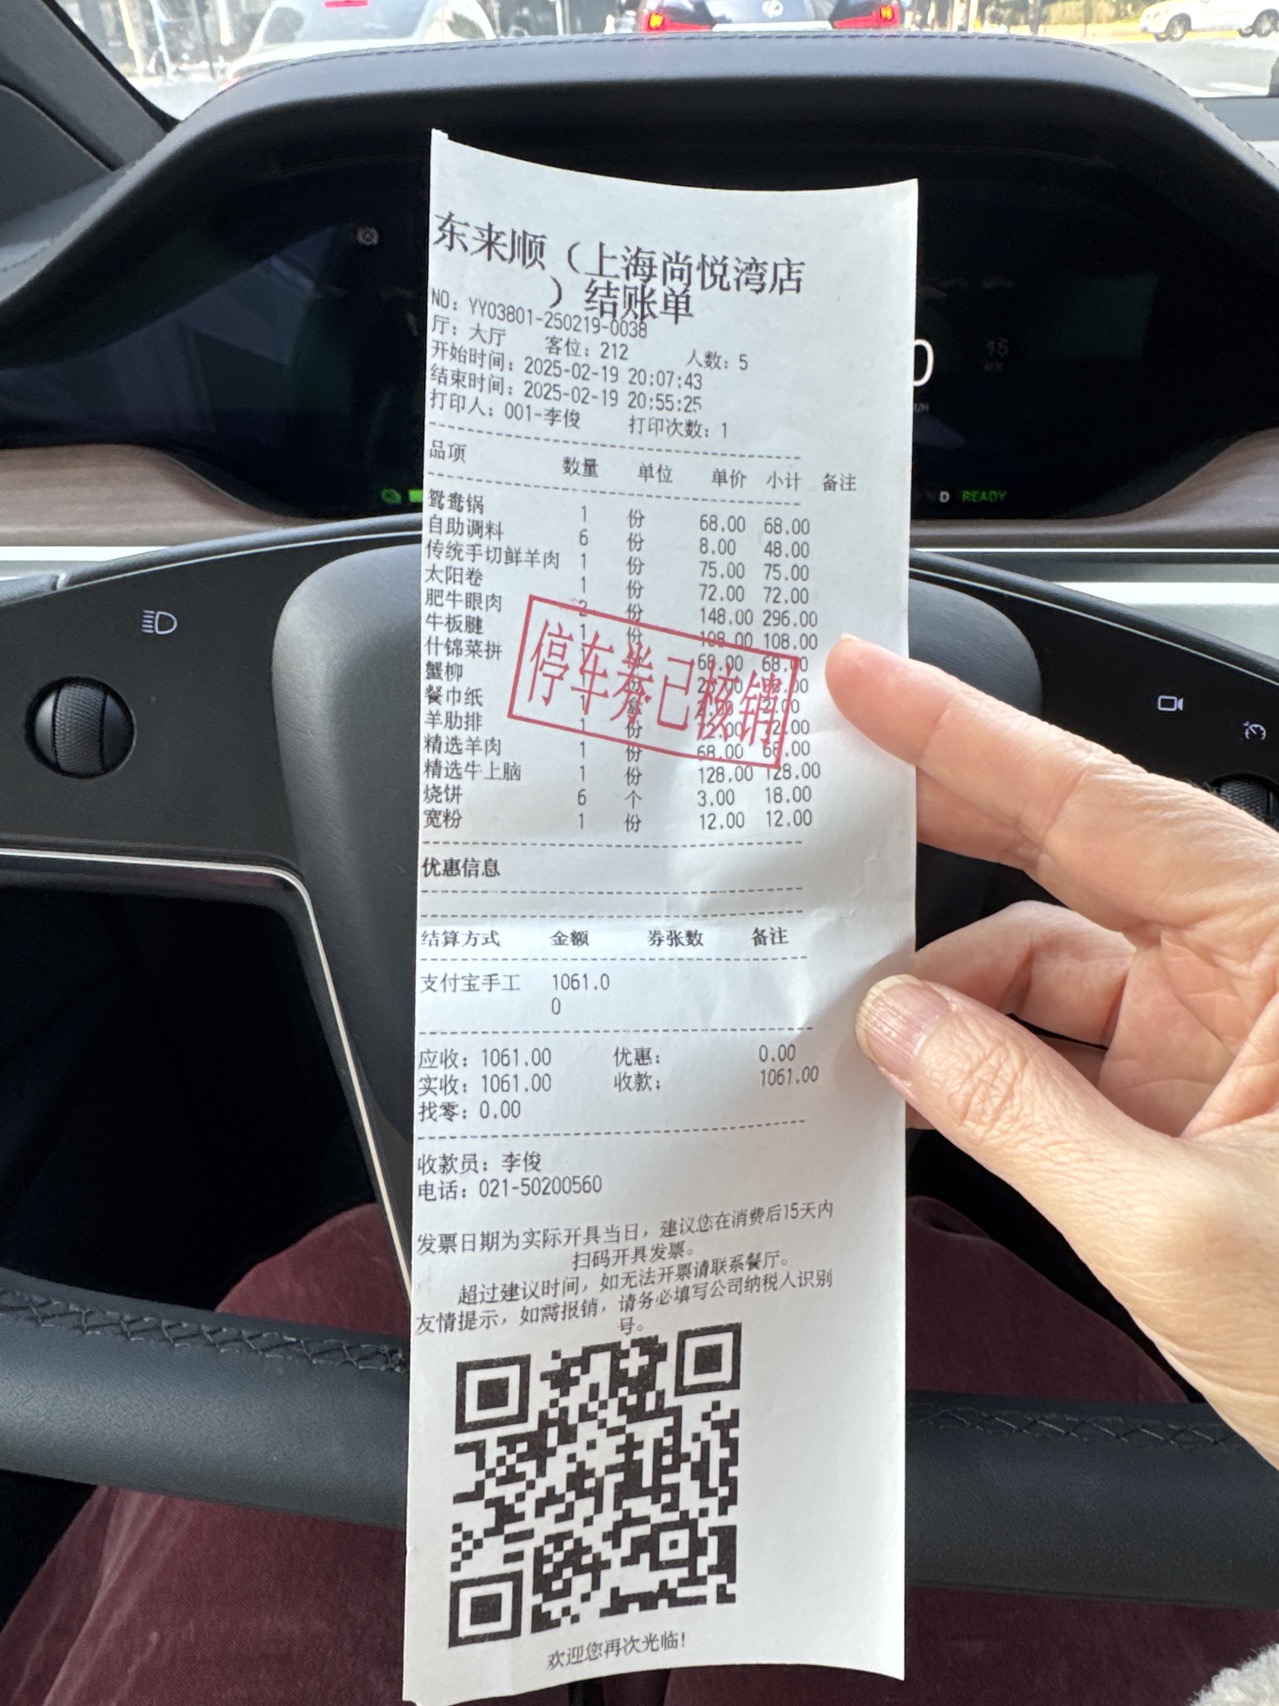 东来顺（上海尚悦湾店
）结账单
NO：YY03801-250219-0038
厅：大厅 客位：212 人数：5
开始时间：2025-02-19 20:07:43
结束时间：2025-02-19 20:55:25
打印人：001-李俊 打印次数：1
品项 数量 单位 单价 小计 备注
鸳鸯锅 1 份 68.00 68.00
自助调料 6 份 8.00 48.00
传统手切鲜羊肉 1 份 75.00 75.00
太阳卷 1 份 72.00 72.00
肥牛眼肉 2 份 148.00 296.00
牛板腱 1 份 108.00 108.00
什锦菜拼 1 份 68.00 68.00
蟹柳
餐巾纸 1
羊肋排 1 份 72.00 72.00
精选羊肉 1 份 68.00 68.00
精选牛上脑 1 份 128.00 128.00
烧饼 6 个 3.00 18.00
宽粉 1 份 12.00 12.00
停车券已核销
优惠信息
结算方式 金额 券张数 备注
支付宝手工 1061.0
0
应收：1061.00 优惠： 0.00
实收：1061.00 收款： 1061.00
找零：0.00
收款员：李俊
电话：021-50200560
发票日期为实际开具当日，建议您在消费后15天内
扫码开具发票。
超过建议时间，如无法开票请联系餐厅。
友情提示，如需报销，请务必填写公司纳税人识别
号。
欢迎您再次光临!
D READY